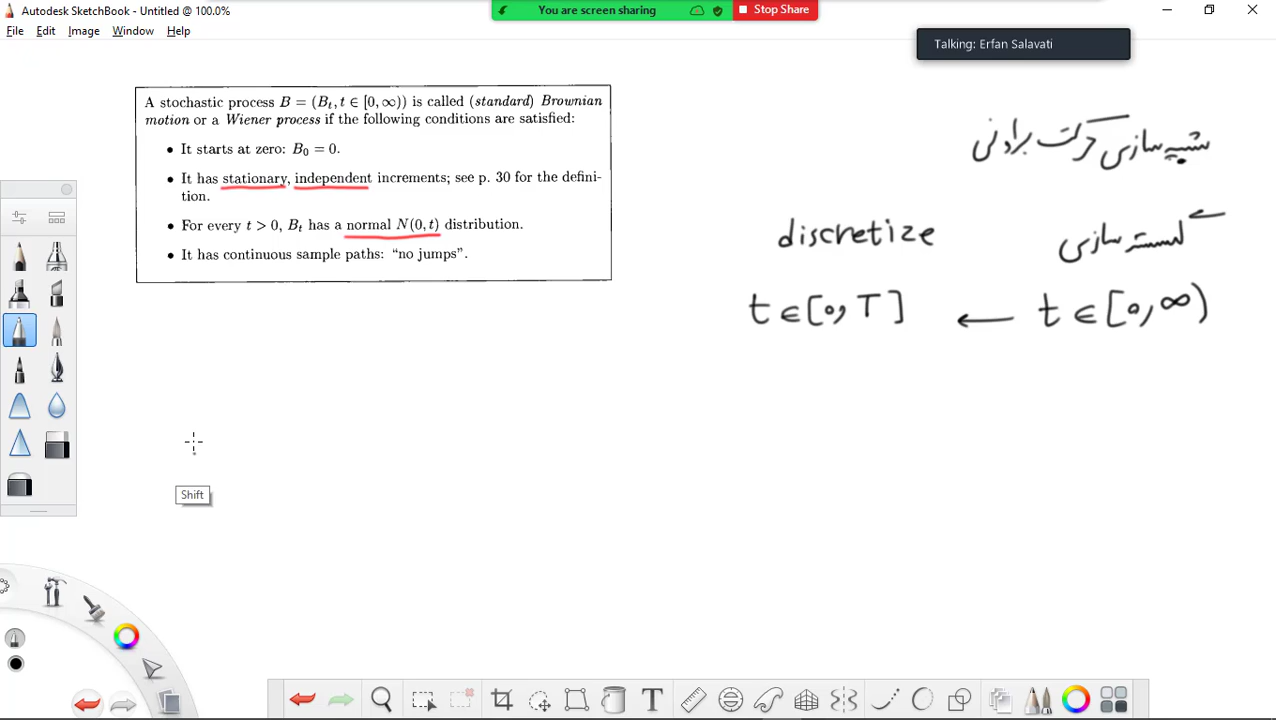 Autodesk SketchBook - Untitled @ 100.0%
You are screen sharing
Stop Share
File Edit Image Window Help
Talking: Erfan Salavati
A stochastic process B = (B_t, t ∈ [0, ∞)) is called (standard) Brownian
motion or a Wiener process if the following conditions are satisfied:
• It starts at zero: B_0 = 0.
• It has stationary, independent increments; see p. 30 for the defini-
tion.
• For every t > 0, B_t has a normal N(0, t) distribution.
• It has continuous sample paths: “no jumps”.
شبیه سازی حرکت براونی
discretize گسسته سازی ←
t ∈ [0, T] ← t ∈ [0, ∞)
Shift
T